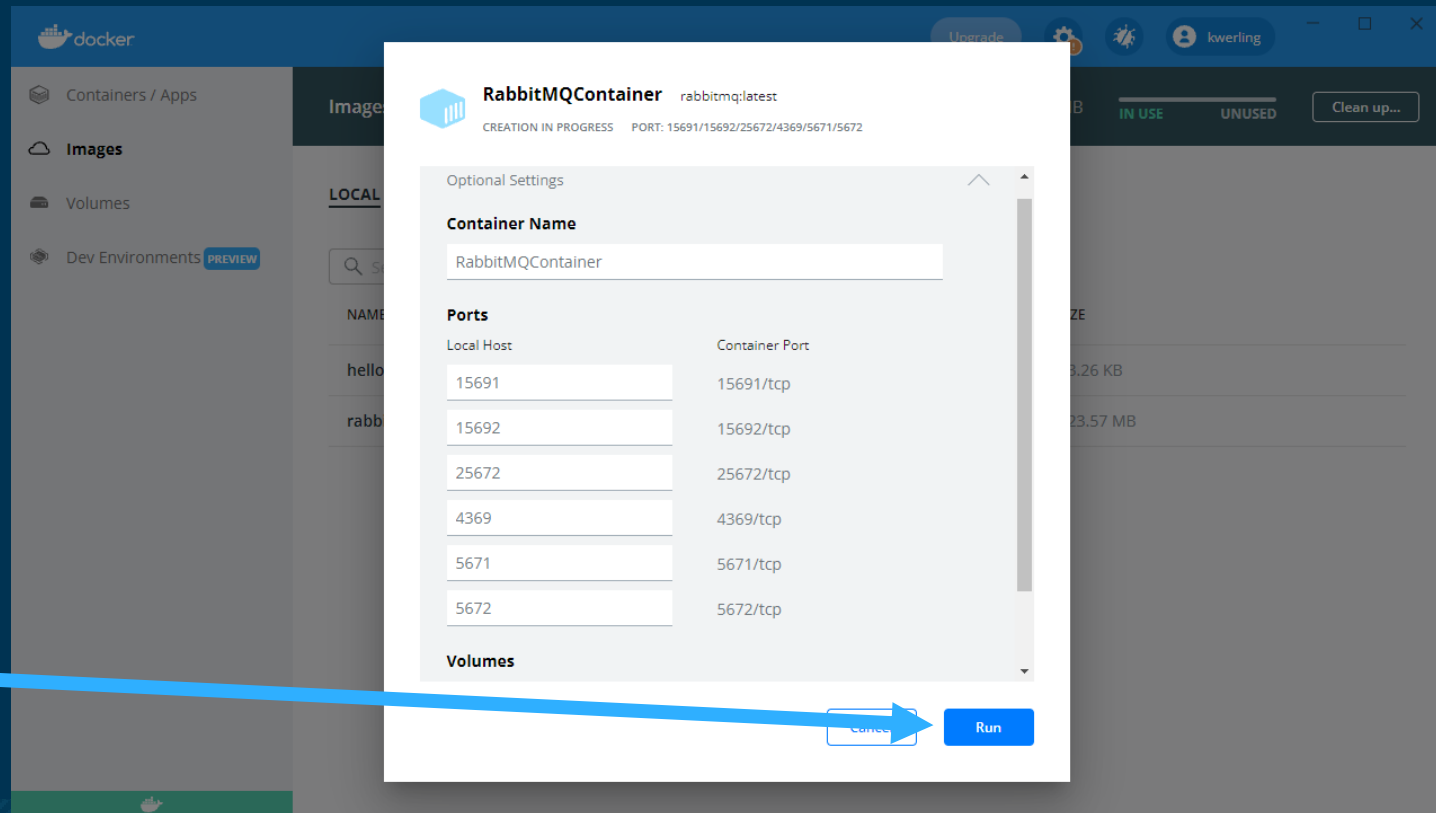 docker
Upgrade
kwerling
Containers / Apps
Images
Volumes
Dev Environments PREVIEW
Images
B
IN USE
UNUSED
Clean up...
LOCAL
NAME
ZE
hello
3.26 KB
rabb
23.57 MB
RabbitMQContainer rabbitmq:latest
CREATION IN PROGRESS PORT: 15691/15692/25672/4369/5671/5672
Optional Settings
Container Name
RabbitMQContainer
Ports
Local Host Container Port
15691 15691/tcp
15692 15692/tcp
25672 25672/tcp
4369 4369/tcp
5671 5671/tcp
5672 5672/tcp
Volumes
Run